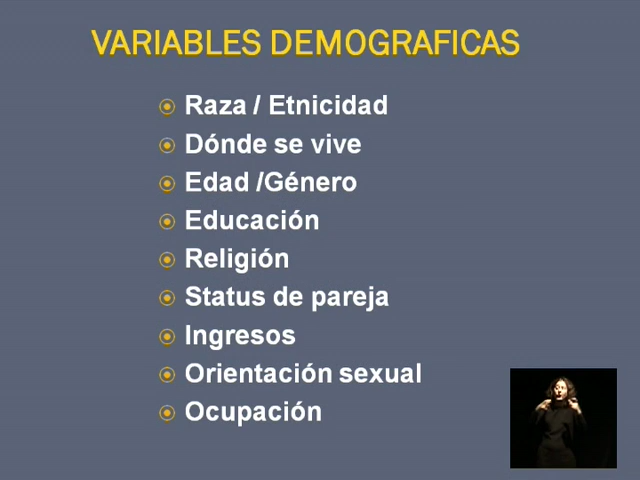 VARIABLES DEMOGRAFICAS
Raza / Etnicidad
Dónde se vive
Edad /Género
Educación
Religión
Status de pareja
Ingresos
Orientación sexual
Ocupación